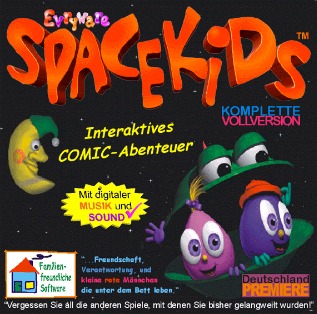 EvryWare
SPACEKiDS™
KOMPLETTE
VOLLVERSION
Interaktives
COMIC-Abenteuer
Mit digitaler
MUSIK und
SOUND
Familien-
freundliche
Software
"...Freundschaft,
Verantwortung, und
kleine rote Männchen
die unter dem Bett leben."
Deutschland
PREMIERE
"Vergessen Sie all die anderen Spiele, mit denen Sie bisher gelangweilt wurden!"